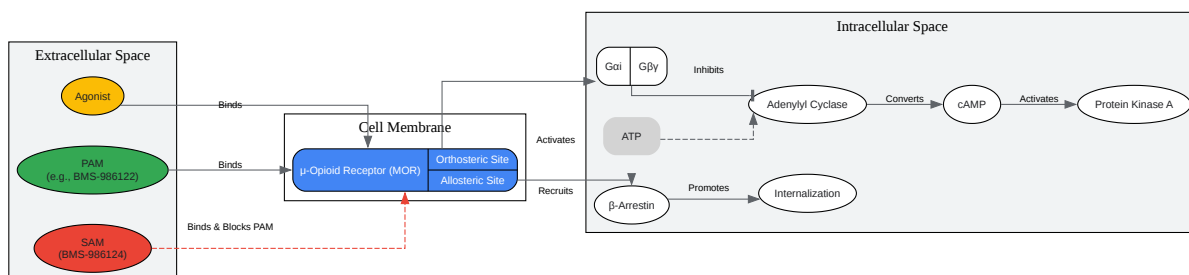 Extracellular Space
Agonist
PAM
(e.g., BMS-986122)
SAM
(BMS-986124)
Binds
Binds
Binds & Blocks PAM
Cell Membrane
μ-Opioid Receptor (MOR)
Orthosteric Site
Allosteric Site
Activates
Recruits
Intracellular Space
Gαi
Gβγ
Inhibits
ATP
Adenylyl Cyclase
Converts
cAMP
Activates
Protein Kinase A
β-Arrestin
Promotes
Internalization